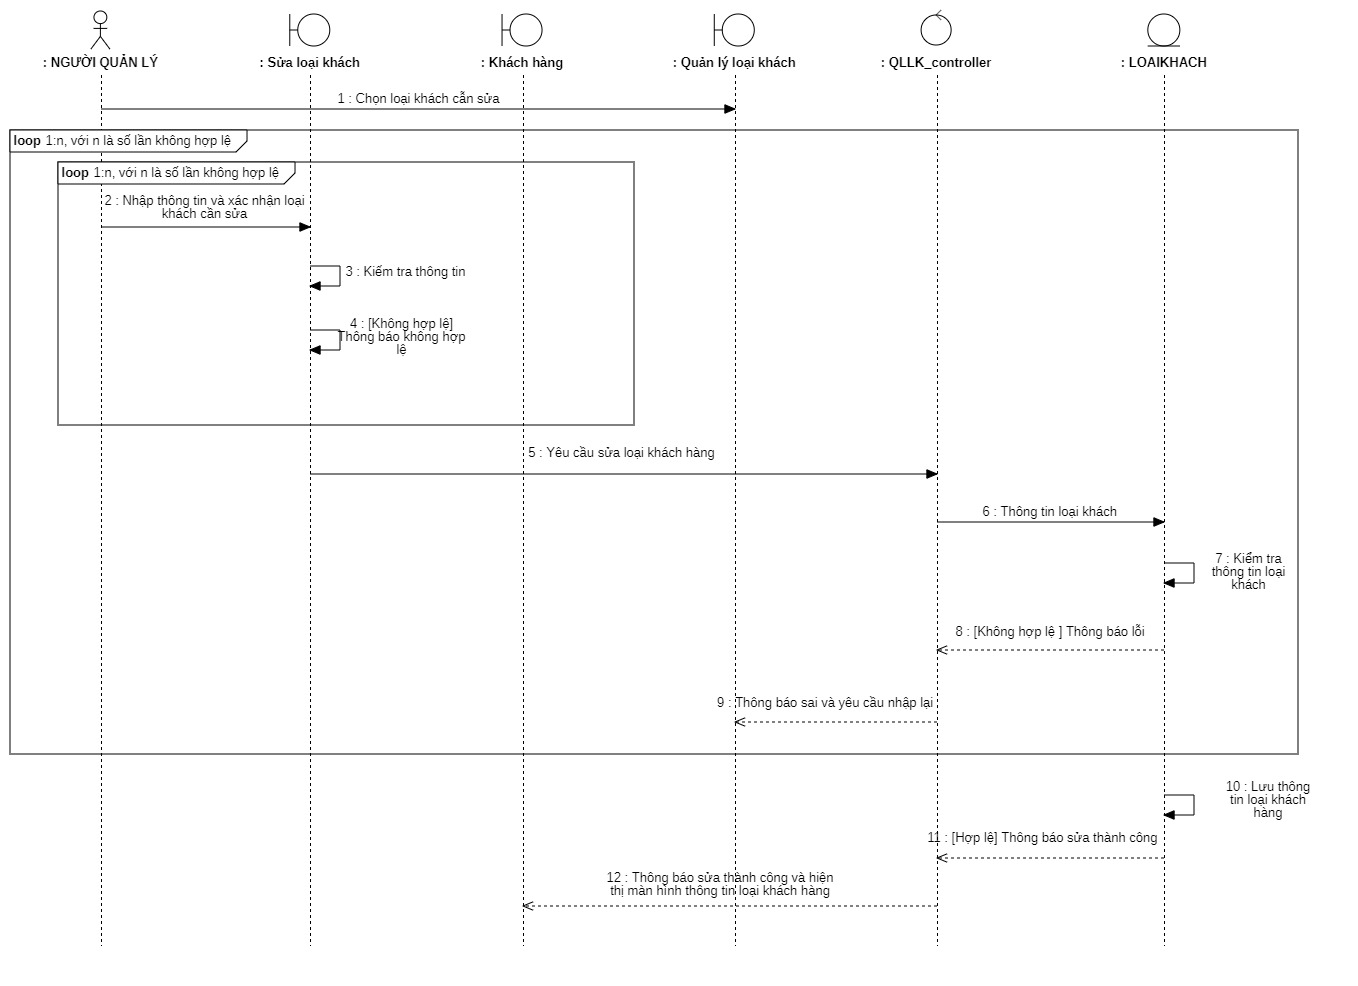 : NGƯỜI QUẢN LÝ
: Sửa loại khách
: Khách hàng
: Quản lý loại khách
: QLLK_controller
: LOAIKHACH
1 : Chọn loại khách cần sửa
loop 1:n, với n là số lần không hợp lệ
loop 1:n, với n là số lần không hợp lệ
2 : Nhập thông tin và xác nhận loại
khách cần sửa
3 : Kiểm tra thông tin
4 : [Không hợp lệ]
Thông báo không hợp
lệ
5 : Yêu cầu sửa loại khách hàng
6 : Thông tin loại khách
7 : Kiểm tra
thông tin loại
khách
8 : [Không hợp lệ ] Thông báo lỗi
9 : Thông báo sai và yêu cầu nhập lại
10 : Lưu thông
tin loại khách
hàng
11 : [Hợp lệ] Thông báo sửa thành công
12 : Thông báo sửa thành công và hiện
thị màn hình thông tin loại khách hàng